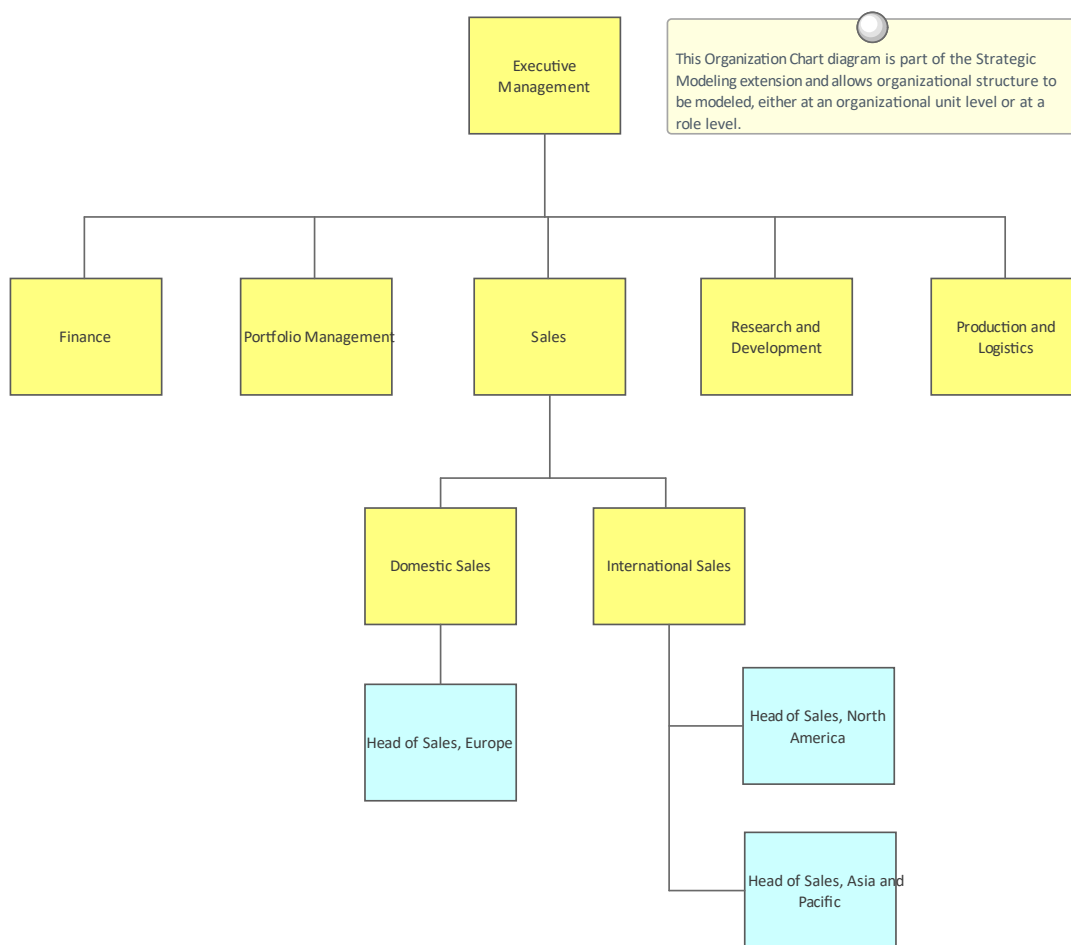 Executive
Management
This Organization Chart diagram is part of the Strategic
Modeling extension and allows organizational structure to
be modeled, either at an organizational unit level or at a
role level.
Finance
Portfolio Management
Sales
Research and
Development
Production and
Logistics
Domestic Sales
International Sales
Head of Sales, Europe
Head of Sales, North
America
Head of Sales, Asia and
Pacific